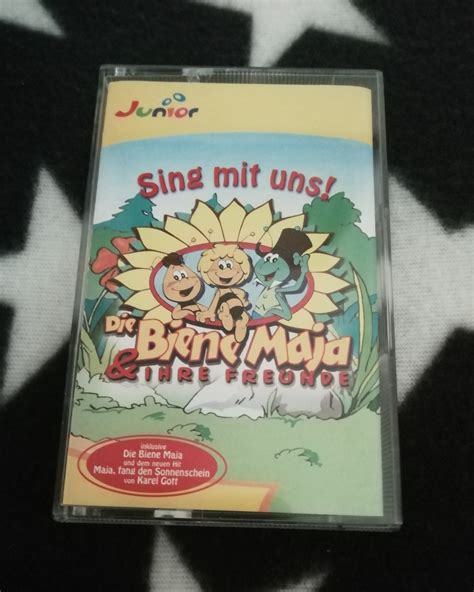 Junior
Sing mit uns!
Die
Biene Maja
& IHRE FREUNDE
inklusive
Die Biene Maja
und dem neuen Hit
Maja, fang den Sonnenschein
von Karel Gott